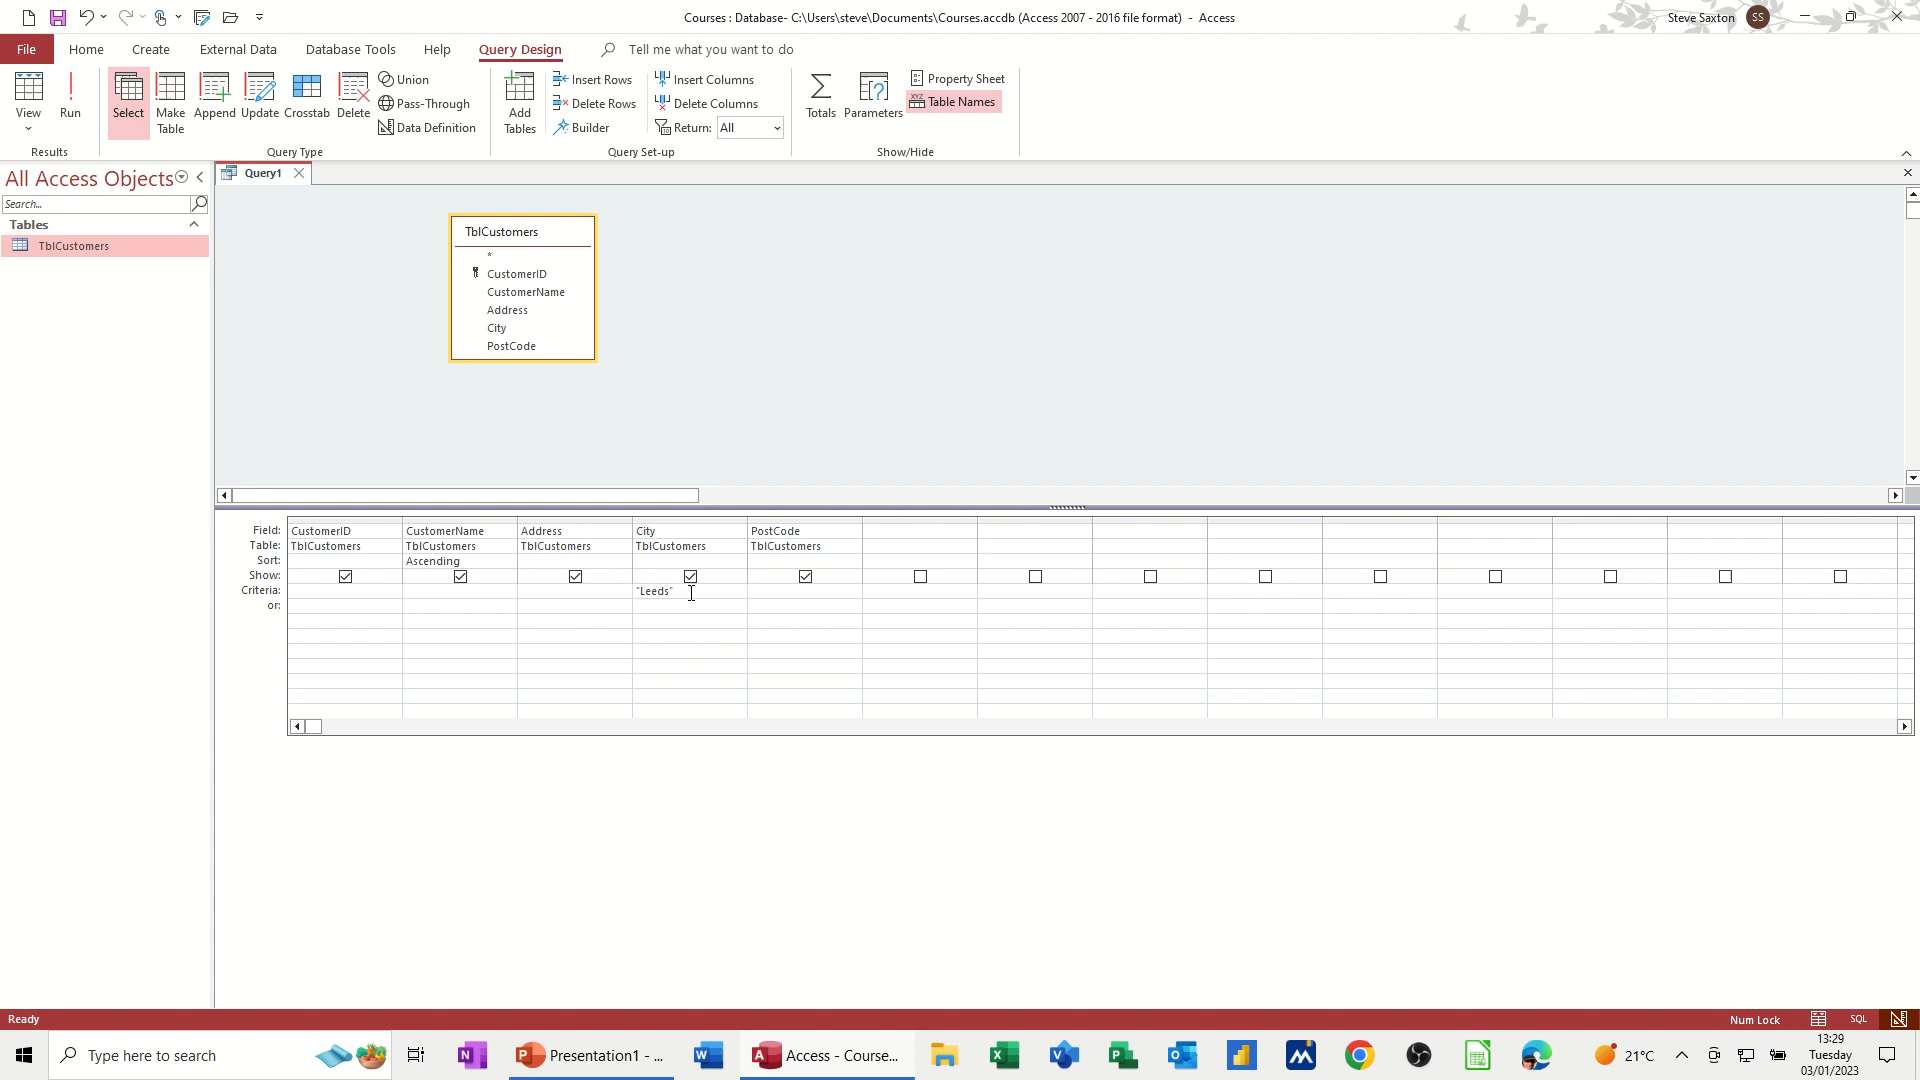 Courses : Database- C:\Users\steve\Documents\Courses.accdb (Access 2007 - 2016 file format)  -  Access
Steve Saxton
SS
File
Home
Create
External Data
Database Tools
Help
Query Design
Tell me what you want to do
View
Run
Select
Make Table
Append
Update
Crosstab
Delete
Union
Pass-Through
Data Definition
Add Tables
Insert Rows
Delete Rows
Builder
Insert Columns
Delete Columns
Return: All
Totals
Parameters
Property Sheet
XYZ Table Names
Results
Query Type
Query Set-up
Show/Hide
All Access Objects
Search...
Tables
TblCustomers
Query1
TblCustomers
*
CustomerID
CustomerName
Address
City
PostCode
Field: CustomerID CustomerName Address City PostCode
Table: TblCustomers TblCustomers TblCustomers TblCustomers TblCustomers
Sort: Ascending
Show:
Criteria: "Leeds"
or:
Ready
Num Lock
SQL
Type here to search
Presentation1 - ...
Access - Course...
21°C
13:29
Tuesday
03/01/2023